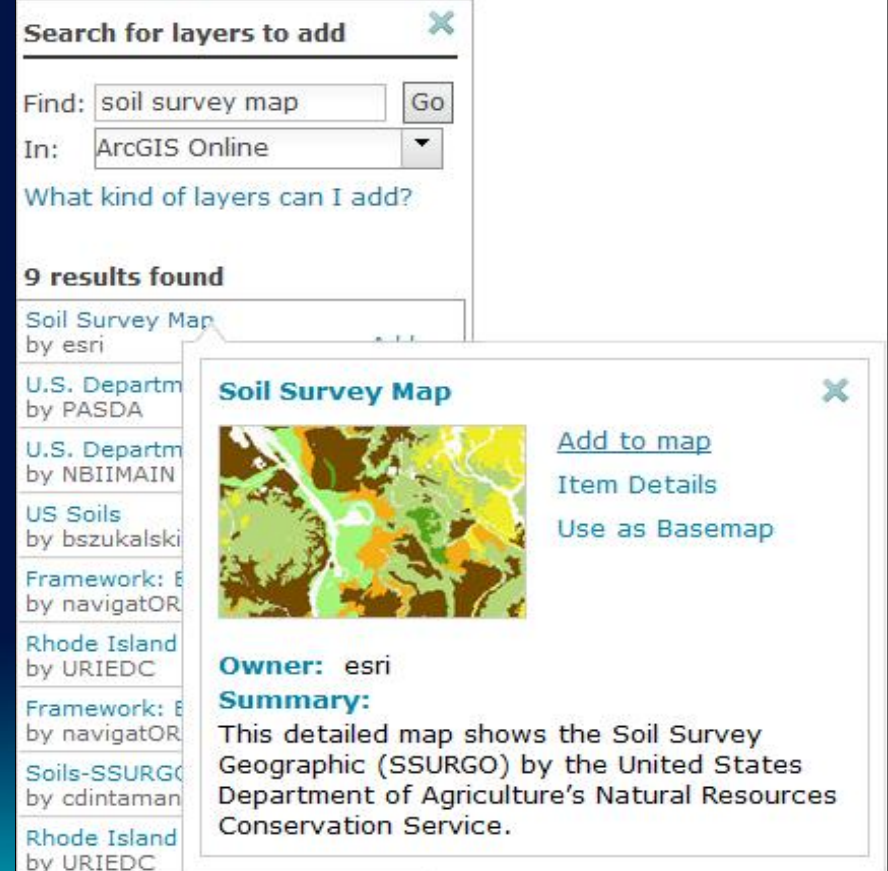 Search for layers to add
Find: soil survey map Go
In: ArcGIS Online
What kind of layers can I add?
9 results found
Soil Survey Map
by esri
U.S. Departm
by PASDA
U.S. Departm
by NBIIMAIN
US Soils
by bszukalski
Framework:
by navigatOR
Rhode Island
by URIEDC
Framework:
by navigatOR
Soils-SSURGO
by cdintaman
Rhode Island
by URIEDC
Soil Survey Map
Add to map
Item Details
Use as Basemap
Owner: esri
Summary:
This detailed map shows the Soil Survey
Geographic (SSURGO) by the United States
Department of Agriculture’s Natural Resources
Conservation Service.